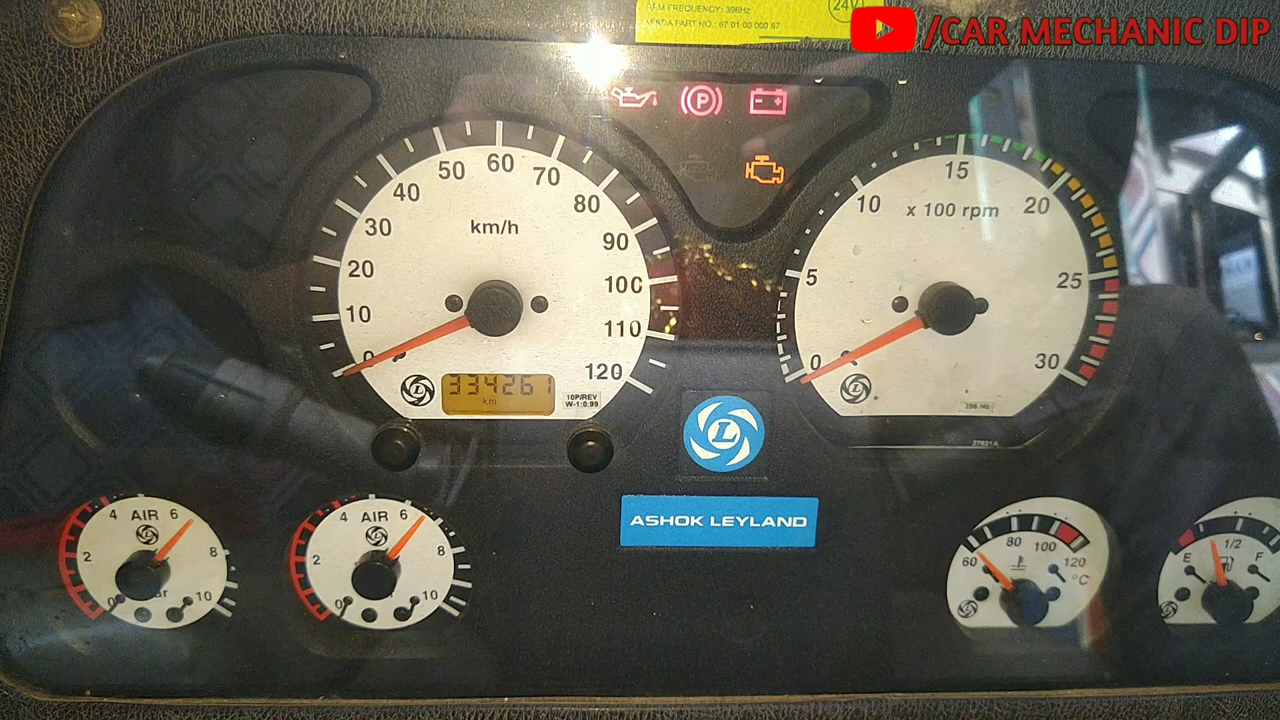 RPM FREQUENCY: 396Hz
MINDA PART NO.: 67 01 00 000 67
24V
/CAR MECHANIC DIP
P
0 10 20 30 40 50 60 70 80 90 100 110 120
km/h
334261
km
10P/REV
W-1:0.99
L
0 5 10 15 20 25 30
x 100 rpm
396 Hz
27621A
L
L
ASHOK LEYLAND
AIR
0 2 4 6 8 10
AIR
0 2 4 6 8 10
60 80 100 120
°C
E 1/2 F